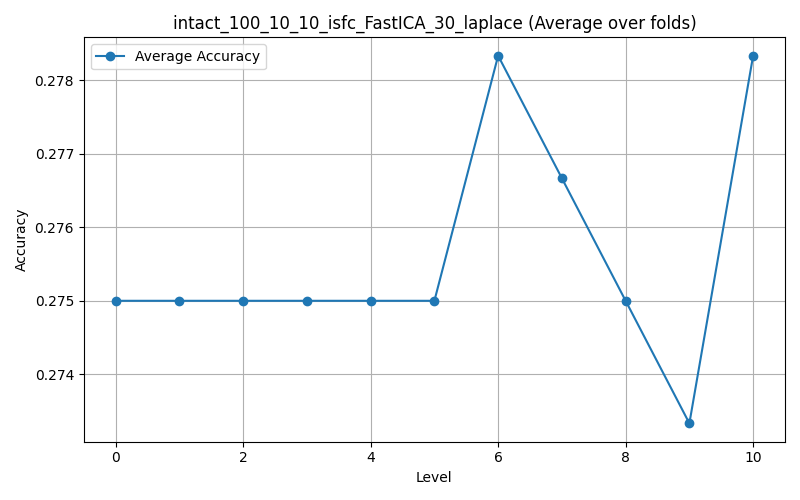 intact_100_10_10_isfc_FastICA_30_laplace (Average over folds)
Average Accuracy
0.278
0.277
0.276
0.275
0.274
Accuracy
0 2 4 6 8 10
Level